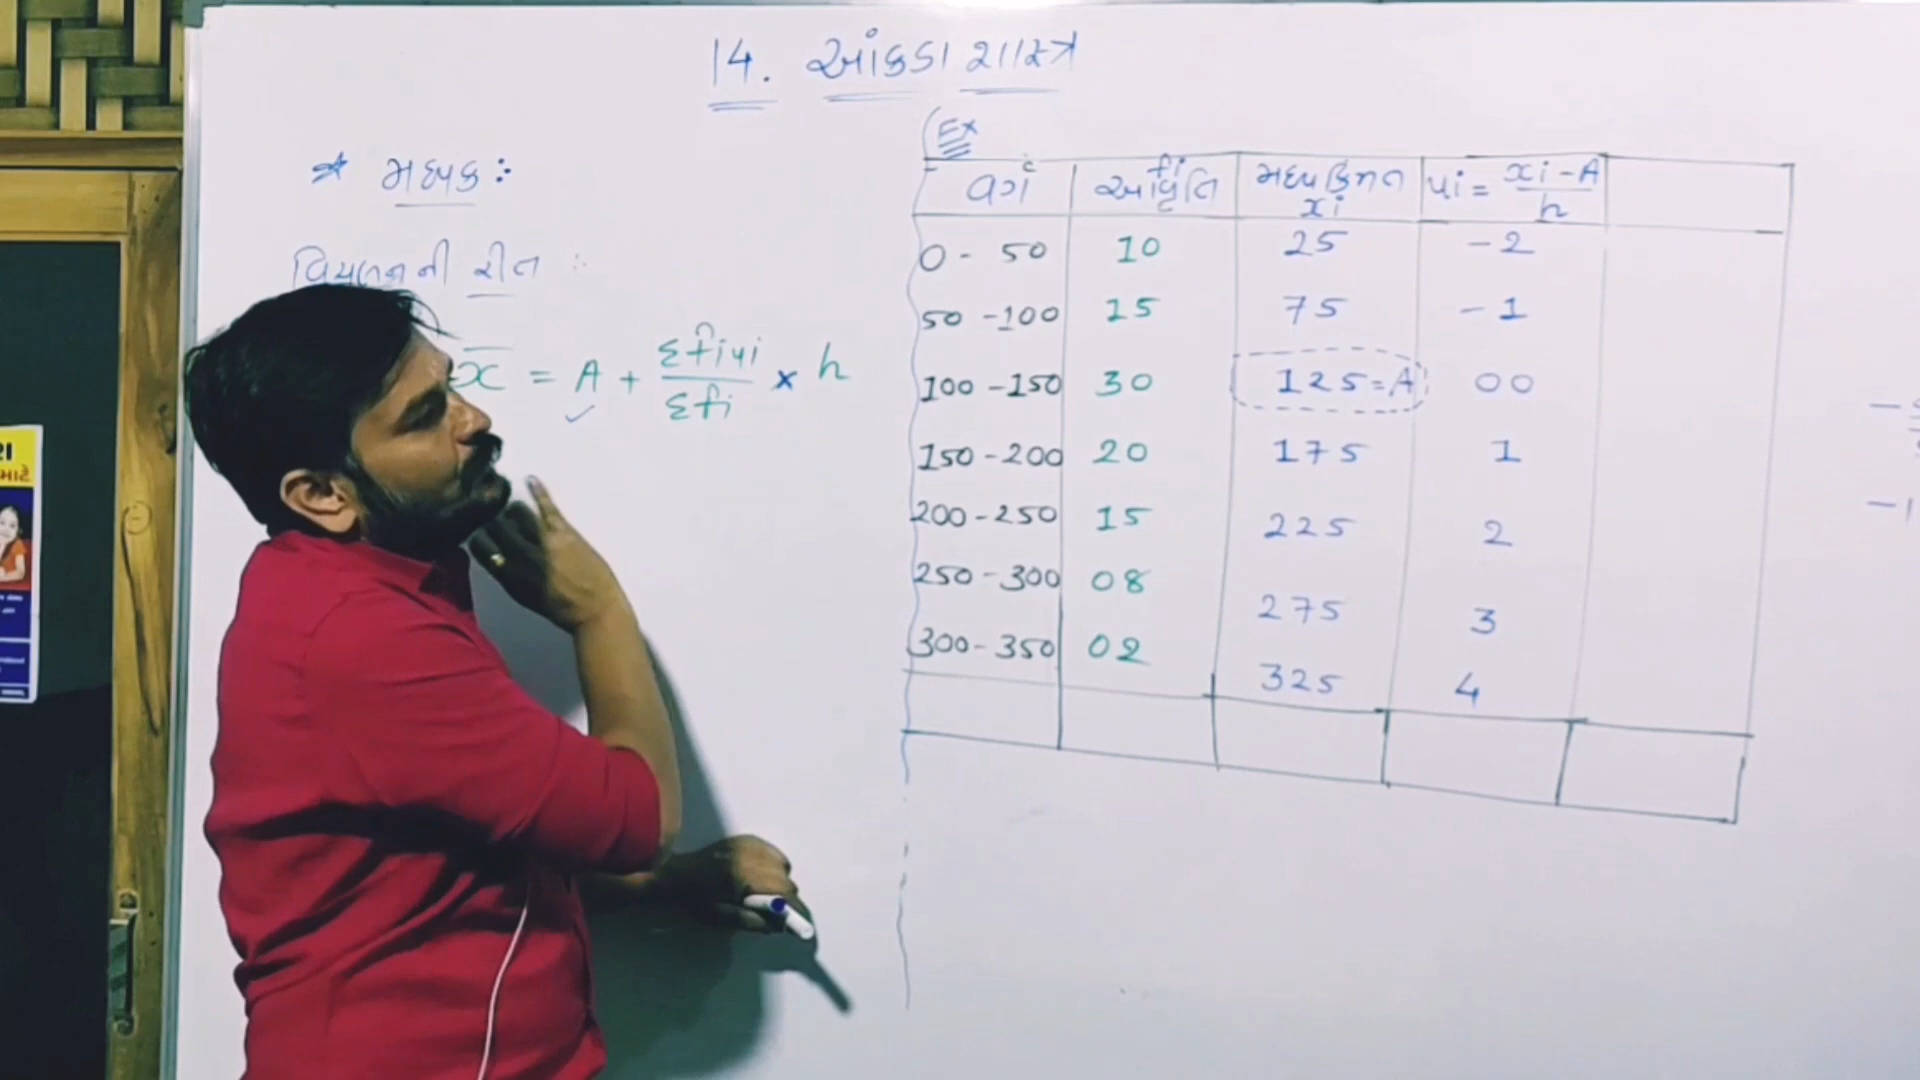 14. આંકડા શાસ્ત્ર
* મધ્યક :
વિચલનની રીત :
x̄ = A + Σfiui / Σfi × h
Ex
વર્ગ | આવૃતિ fi | મધ્યકિંમત xi | ui = xi - A / h
0 - 50 | 10 | 25 | -2
50 - 100 | 15 | 75 | -1
100 - 150 | 30 | 125 = A | 00
150 - 200 | 20 | 175 | 1
200 - 250 | 15 | 225 | 2
250 - 300 | 08 | 275 | 3
300 - 350 | 02 | 325 | 4
માટે